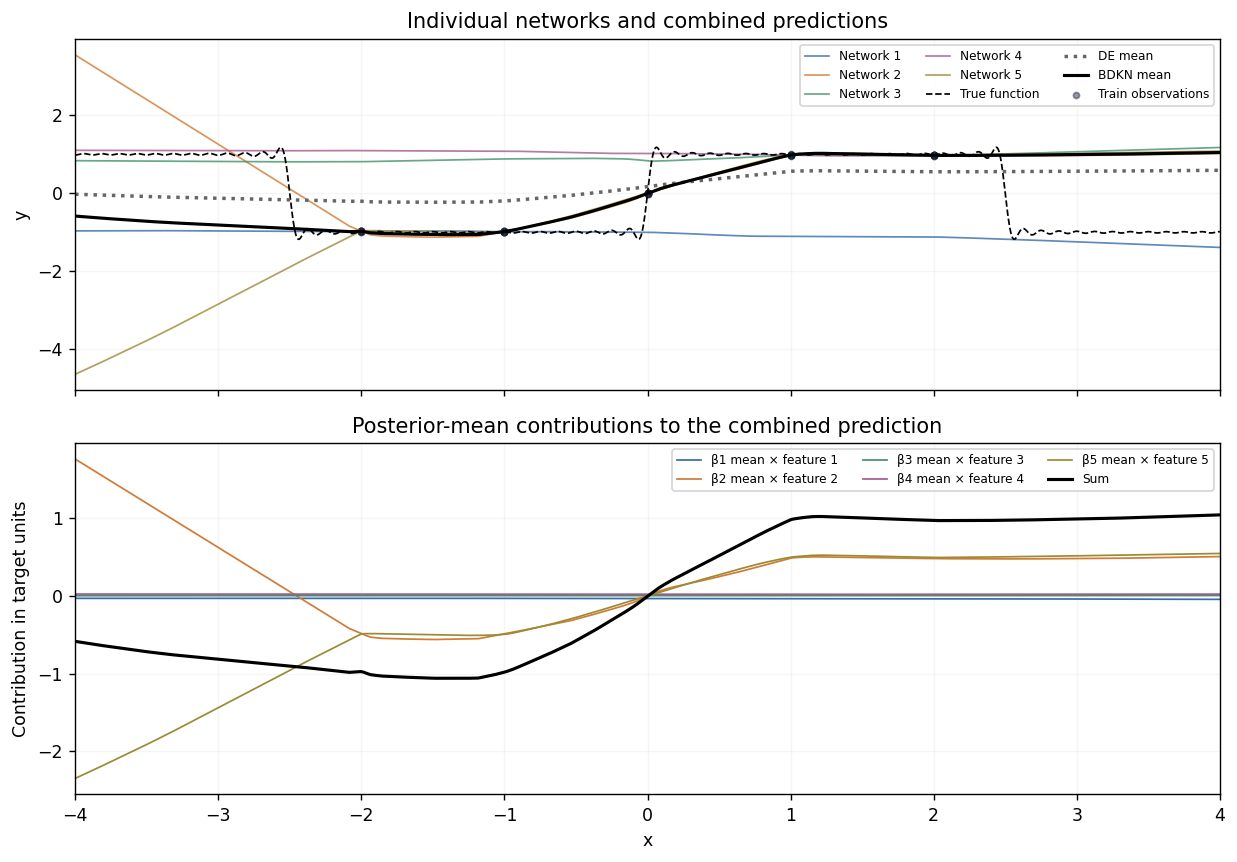 Individual networks and combined predictions
Network 1
Network 2
Network 3
Network 4
Network 5
True function
DE mean
BDKN mean
Train observations
y
2
0
−2
−4
Posterior-mean contributions to the combined prediction
β1 mean × feature 1
β2 mean × feature 2
β3 mean × feature 3
β4 mean × feature 4
β5 mean × feature 5
Sum
Contribution in target units
1
0
−1
−2
−4 −3 −2 −1 0 1 2 3 4
x